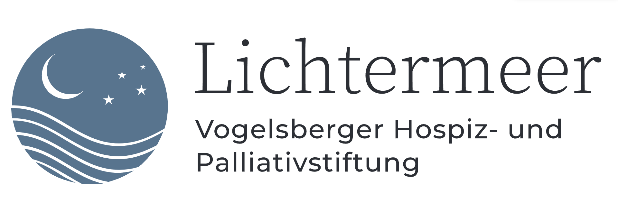 Lichtermeer
Vogelsberger Hospiz- und
Palliativstiftung